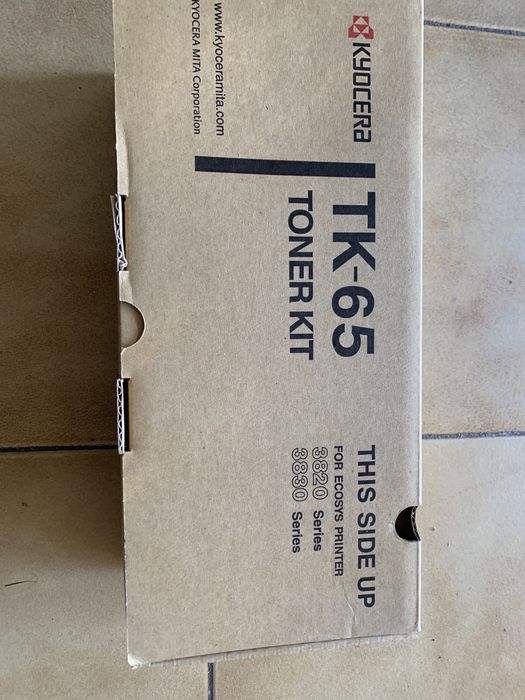 KYOCERA
TK-65
TONER KIT
www.kyoceramita.com
KYOCERA MITA Corporation
THIS SIDE UP
FOR ECOSYS PRINTER
3820 Series
3830 Series